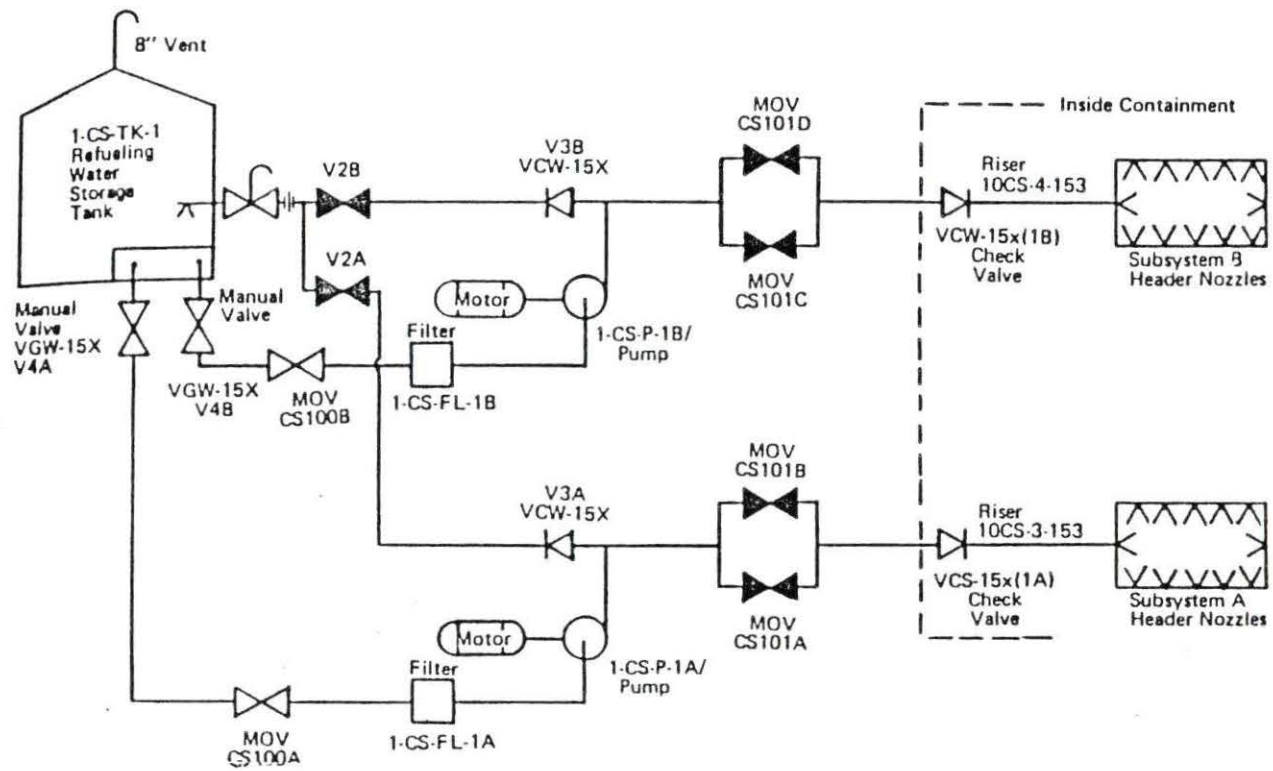 8" Vent
1-CS-TK-1
Refueling
Water
Storage
Tank
Manual
Valve
VGW-15X
V4A
Manual
Valve
VGW-15X
V4B
V2B
V2A
MOV
CS100B
Filter
1-CS-FL-1B
Motor
1-CS-P-1B/
Pump
V3B
VCW-15X
MOV
CS101D
MOV
CS101C
Inside Containment
Riser
10CS-4-153
VCW-15x(1B)
Check
Valve
Subsystem B
Header Nozzles
MOV
CS100A
Filter
1-CS-FL-1A
Motor
1-CS-P-1A/
Pump
V3A
VCW-15X
MOV
CS101B
MOV
CS101A
Riser
10CS-3-153
VCS-15x(1A)
Check
Valve
Subsystem A
Header Nozzles